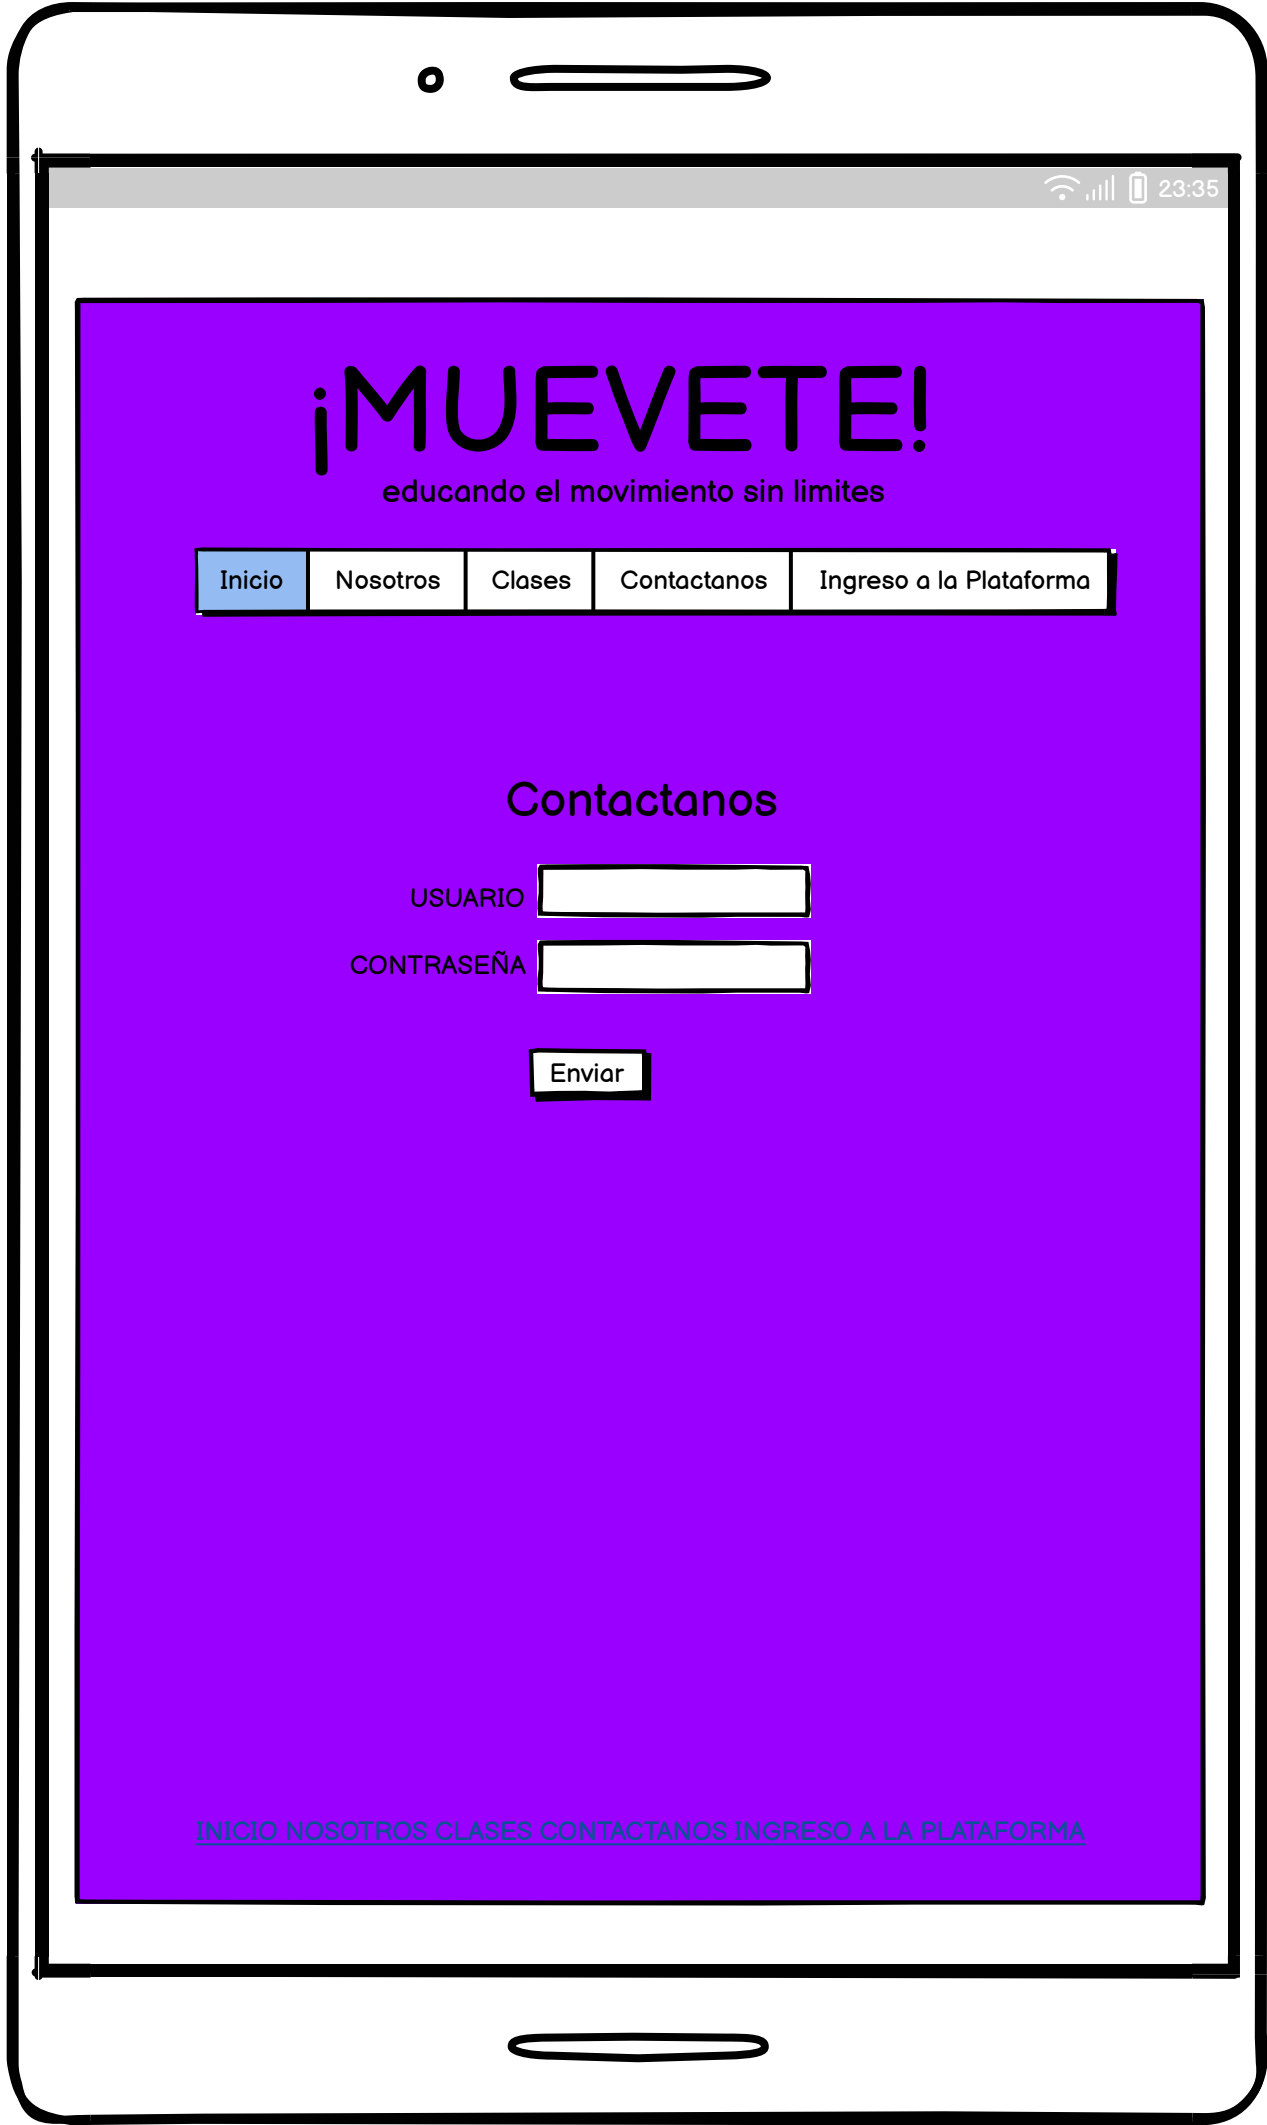 23:35
¡MUEVETE!
educando el movimiento sin limites
Inicio Nosotros Clases Contactanos Ingreso a la Plataforma
Contactanos
USUARIO
CONTRASEÑA
Enviar
INICIO NOSOTROS CLASES CONTACTANOS INGRESO A LA PLATAFORMA